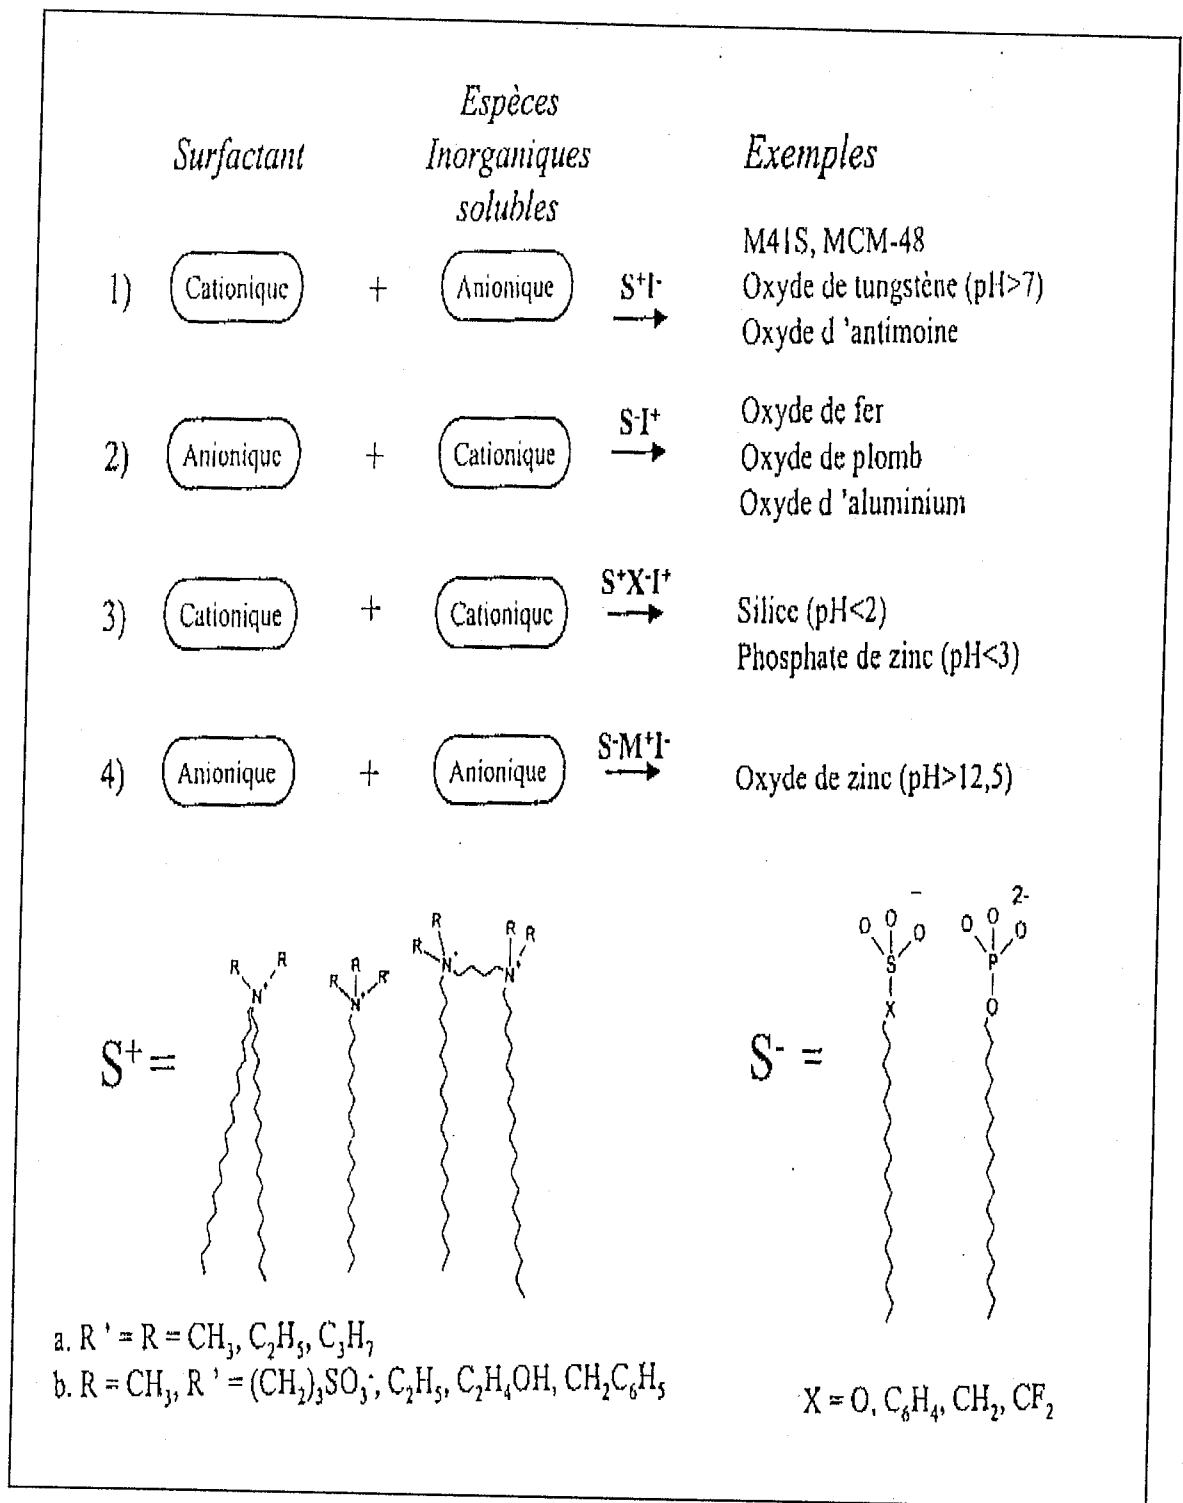 Espèces
Surfactant Inorganiques Exemples
solubles
M41S, MCM-48
1) Cationique + Anionique S⁺I⁻ Oxyde de tungstène (pH>7)
Oxyde d 'antimoine
Oxyde de fer
2) Anionique + Cationique S⁻I⁺ Oxyde de plomb
Oxyde d 'aluminium
3) Cationique + Cationique S⁺X⁻I⁺ Silice (pH<2)
Phosphate de zinc (pH<3)
4) Anionique + Anionique S⁻M⁺I⁻ Oxyde de zinc (pH>12,5)
S⁺ =
R R N⁺
R R R' N⁺
R R N⁺ R R N⁺
S⁻ =
O O O ⁻ S X
O O O 2- P O
a. R ' = R = CH₃, C₂H₅, C₃H₇
b. R = CH₃, R ' = (CH₂)₃SO₃⁻, C₂H₅, C₂H₄OH, CH₂C₆H₅
X = O, C₆H₄, CH₂, CF₂